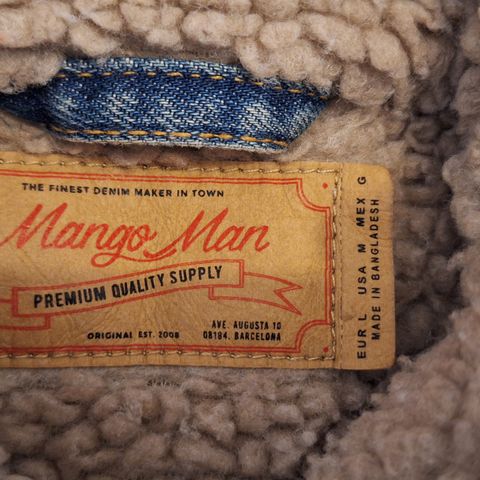 THE FINEST DENIM MAKER IN TOWN
Mango Man
PREMIUM QUALITY SUPPLY
ORIGINAL EST. 2008
AVE. AUGUSTA 10
08184. BARCELONA
EUR L USA M MEX G
MADE IN BANGLADESH